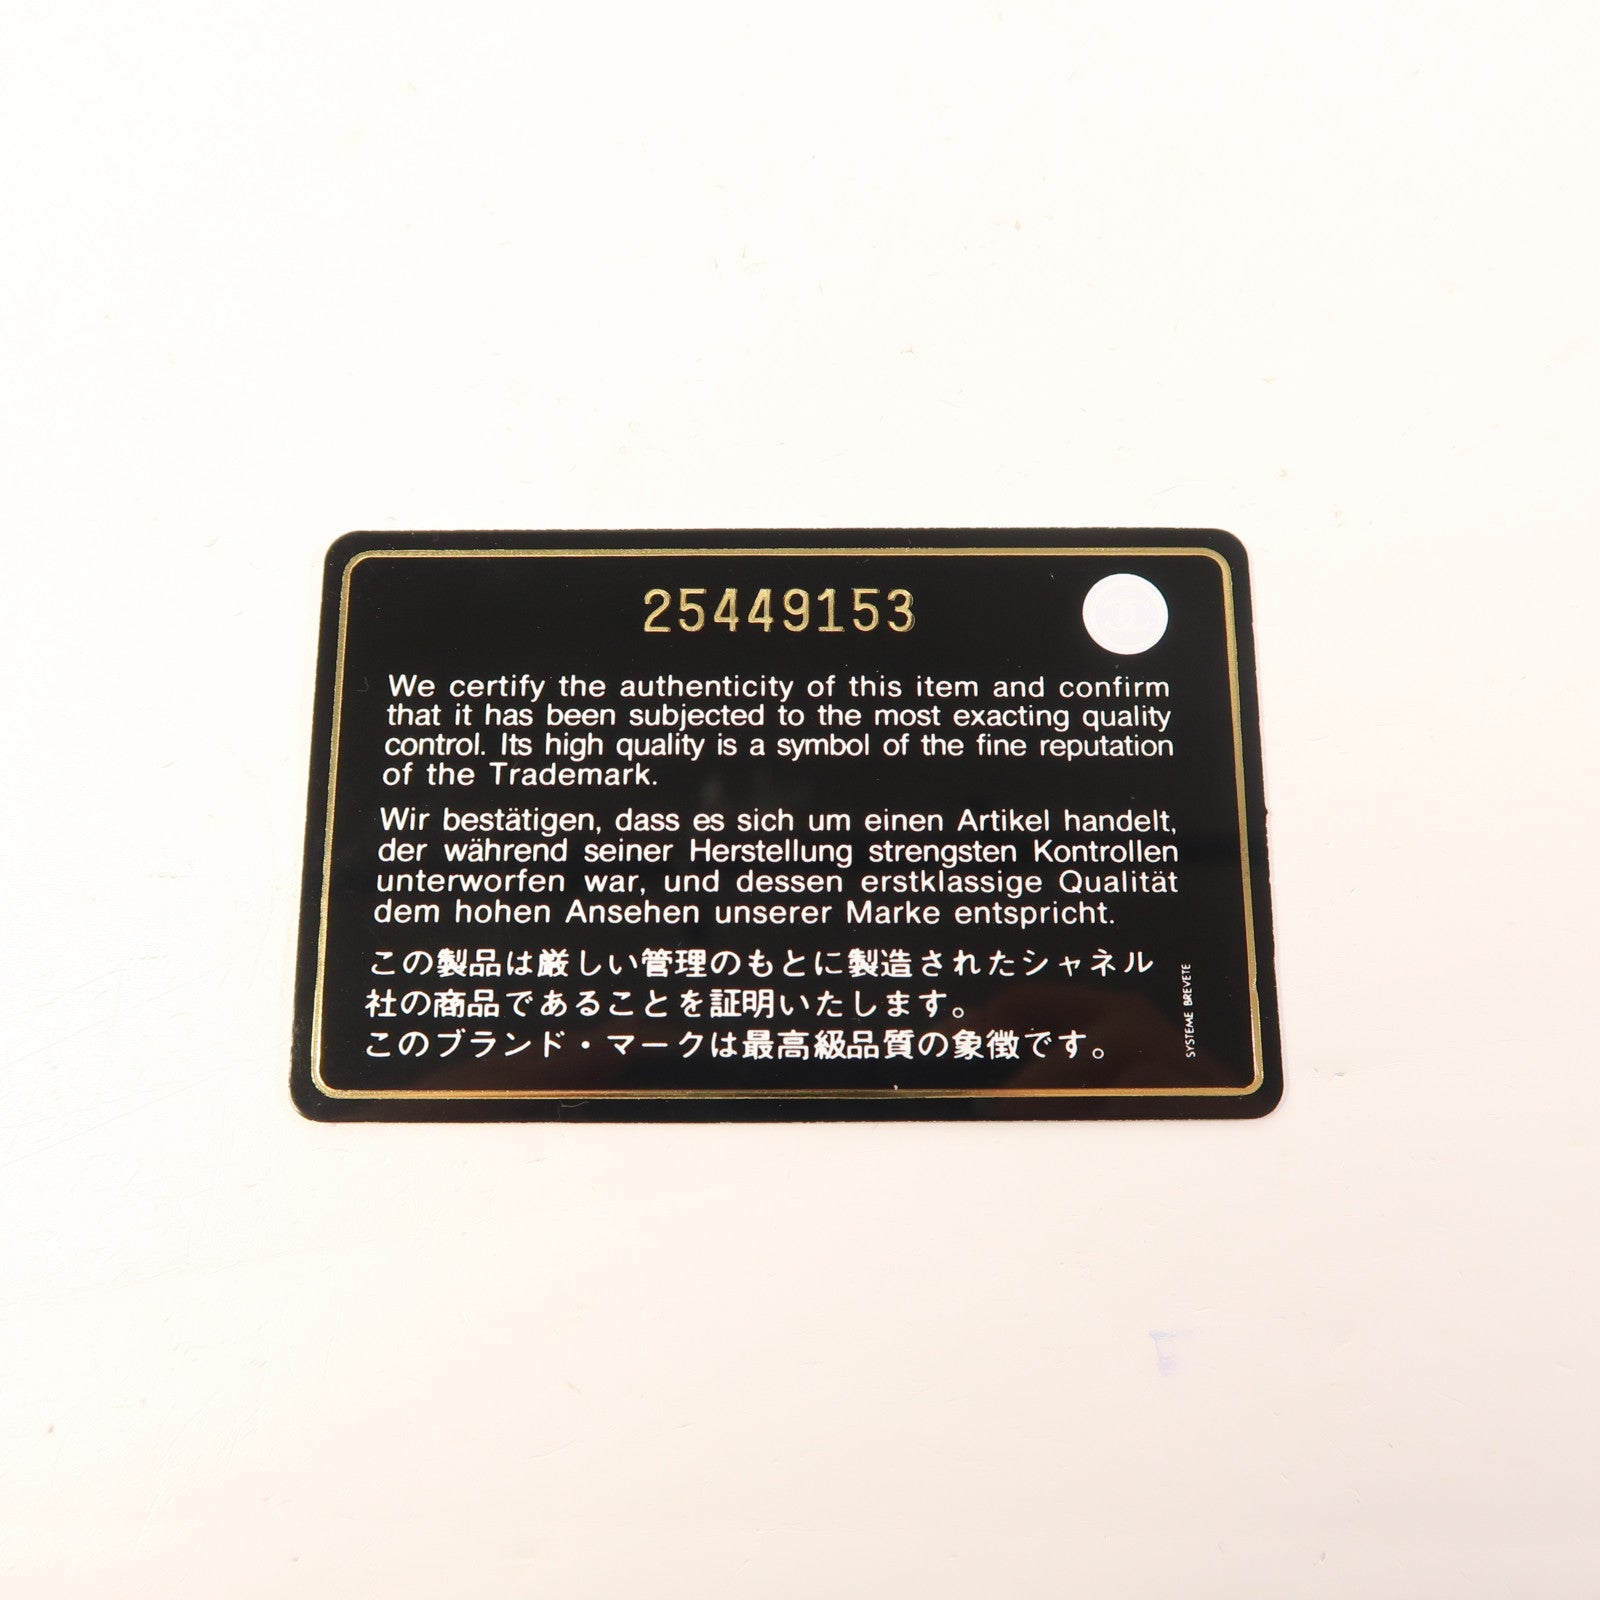 25449153
We certify the authenticity of this item and confirm
that it has been subjected to the most exacting quality
control. Its high quality is a symbol of the fine reputation
of the Trademark.
Wir bestätigen, dass es sich um einen Artikel handelt,
der während seiner Herstellung strengsten Kontrollen
unterworfen war, und dessen erstklassige Qualität
dem hohen Ansehen unserer Marke entspricht.
この製品は厳しい管理のもとに製造されたシャネル
社の商品であることを証明いたします。
このブランド・マークは最高級品質の象徴です。
SYSTEME BREVETE